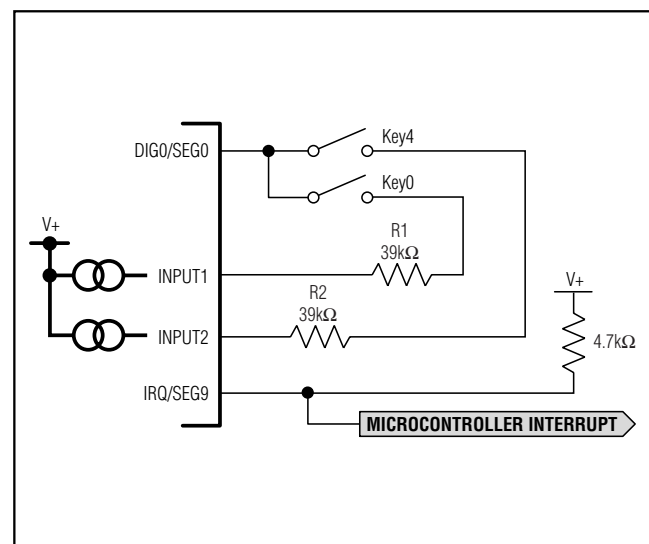 DIG0/SEG0
Key4
Key0
V+
R1
39kΩ
INPUT1
V+
R2
39kΩ
INPUT2
4.7kΩ
IRQ/SEG9
MICROCONTROLLER INTERRUPT